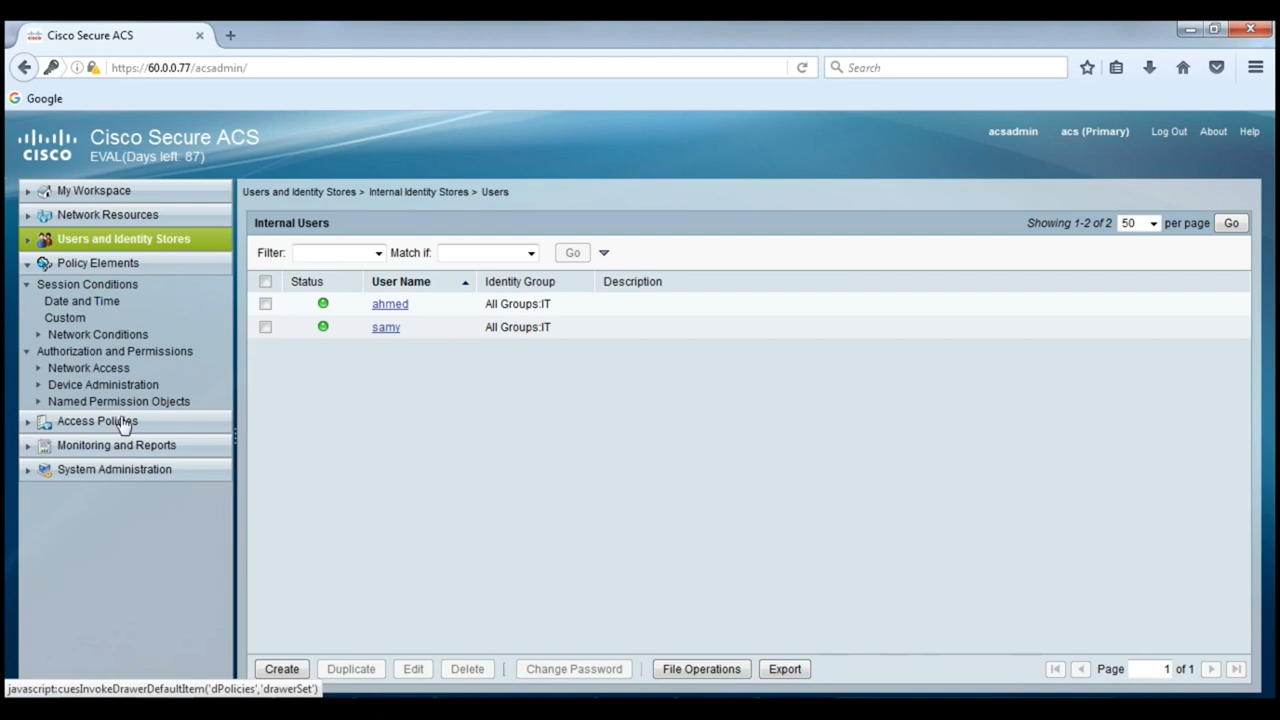 Cisco Secure ACS
https://60.0.0.77/acsadmin/
Search
Google
CISCO
Cisco Secure ACS
EVAL(Days left: 87)
acsadmin acs (Primary) Log Out About Help
My Workspace
Network Resources
Users and Identity Stores
Policy Elements
Session Conditions
Date and Time
Custom
Network Conditions
Authorization and Permissions
Network Access
Device Administration
Named Permission Objects
Access Policies
Monitoring and Reports
System Administration
Users and Identity Stores > Internal Identity Stores > Users
Internal Users
Showing 1-2 of 2 50 per page Go
Filter: Match if: Go
Status User Name Identity Group Description
ahmed All Groups:IT
samy All Groups:IT
Create Duplicate Edit Delete | Change Password | File Operations Export
Page 1 of 1
javascript:cuesInvokeDrawerDefaultItem('dPolicies','drawerSet')